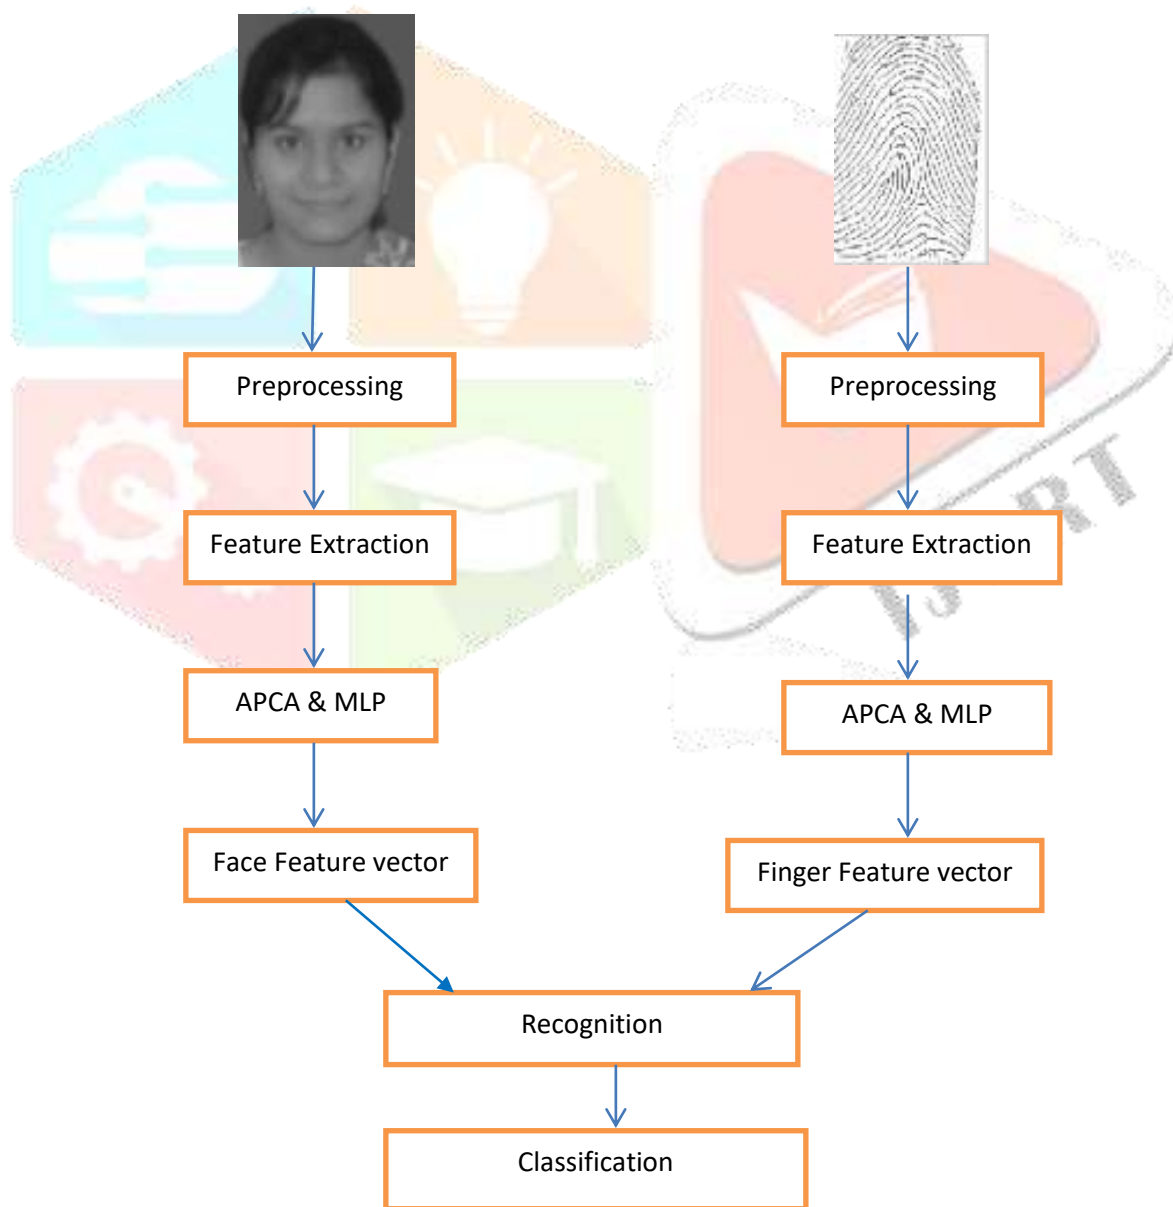 Preprocessing
Preprocessing
Feature Extraction
Feature Extraction
APCA & MLP
APCA & MLP
Face Feature vector
Finger Feature vector
Recognition
Classification